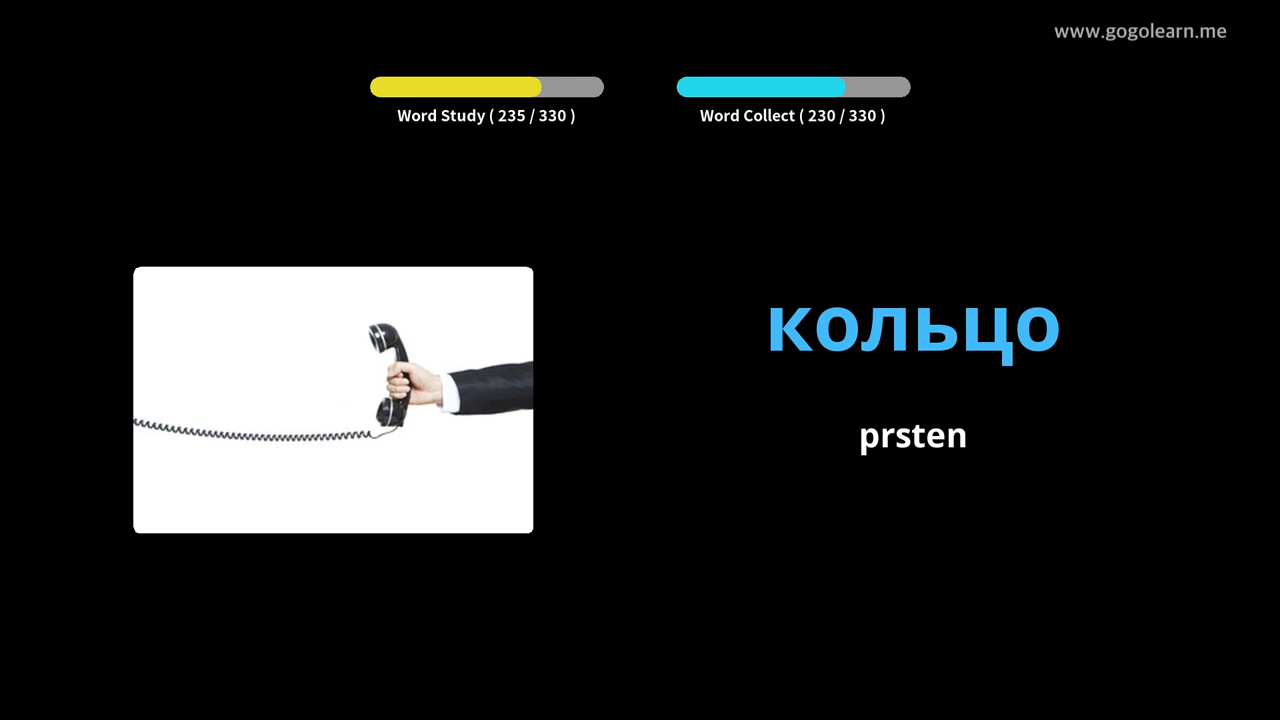 www.gogolearn.me
Word Study ( 235 / 330 )
Word Collect ( 230 / 330 )
кольцо
prsten